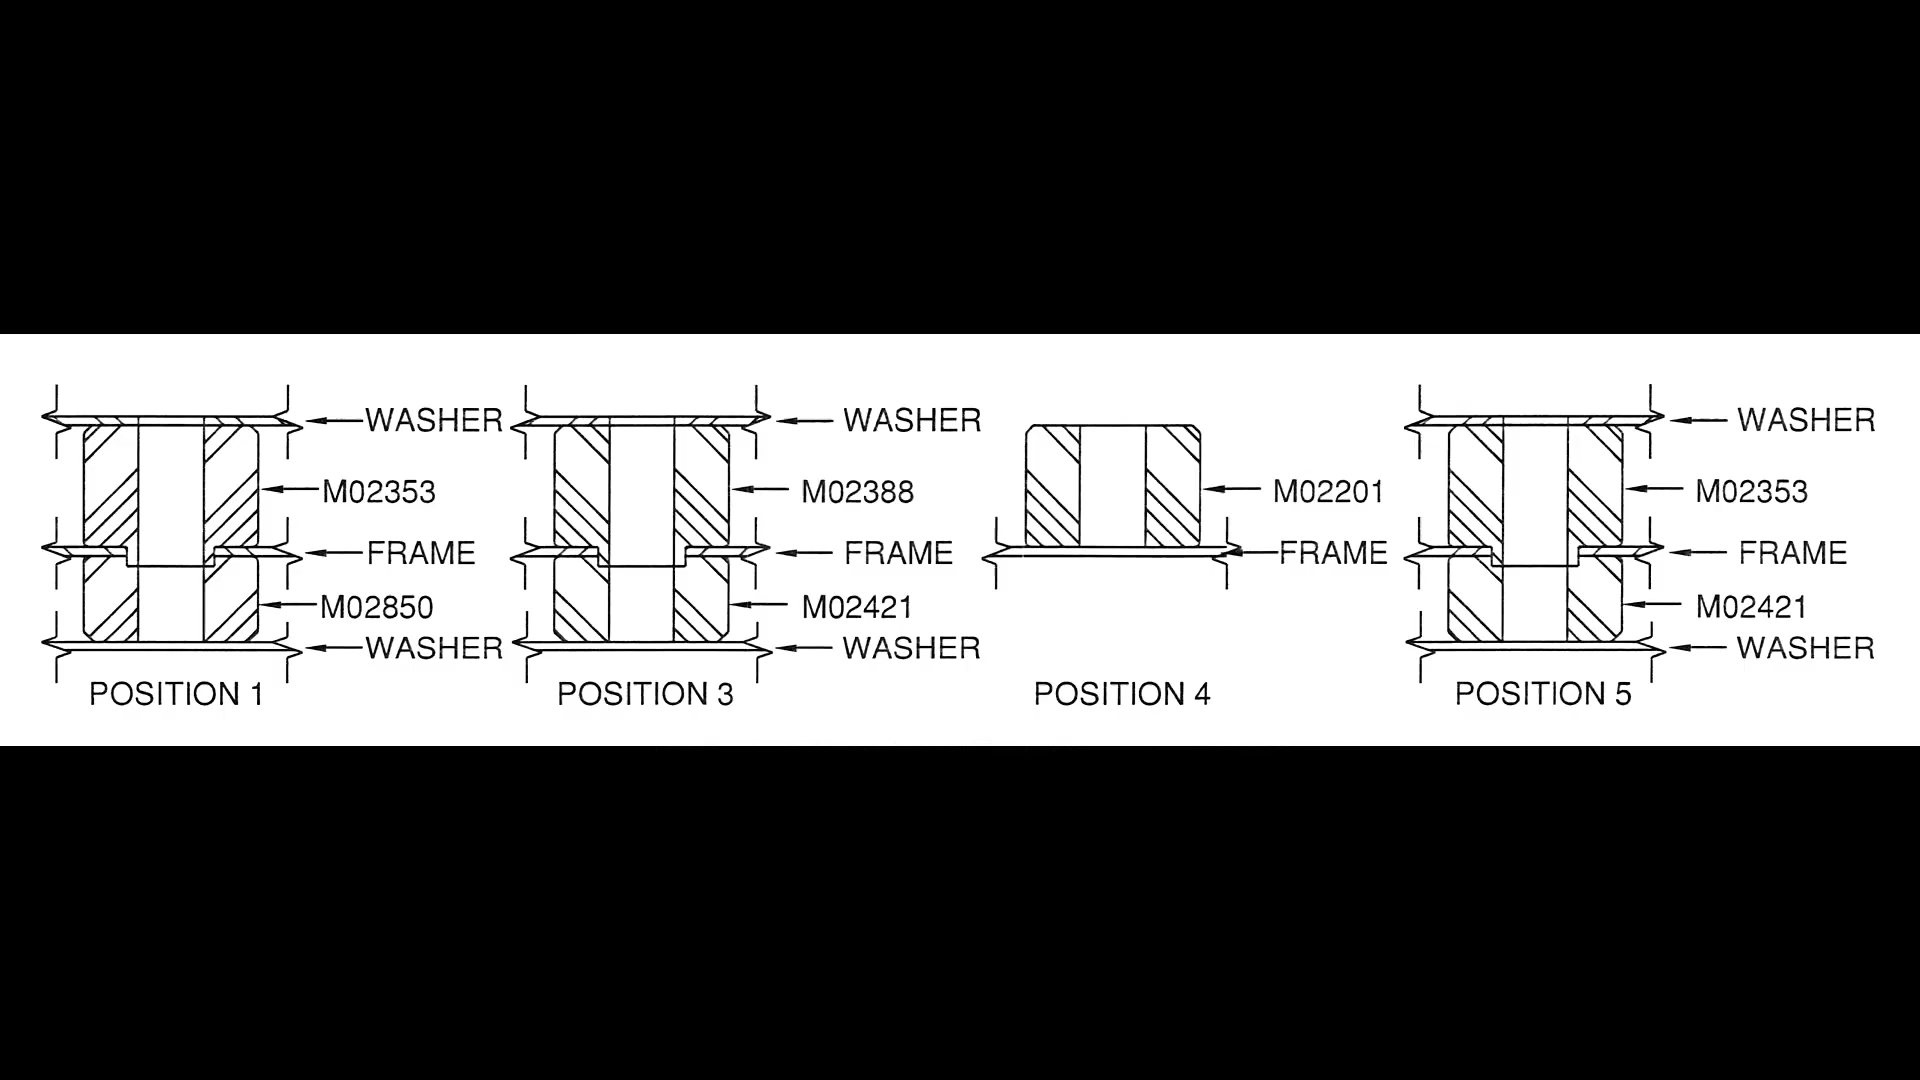 WASHER
M02353
FRAME
M02850
WASHER
POSITION 1
WASHER
M02388
FRAME
M02421
WASHER
POSITION 3
M02201
FRAME
POSITION 4
WASHER
M02353
FRAME
M02421
WASHER
POSITION 5